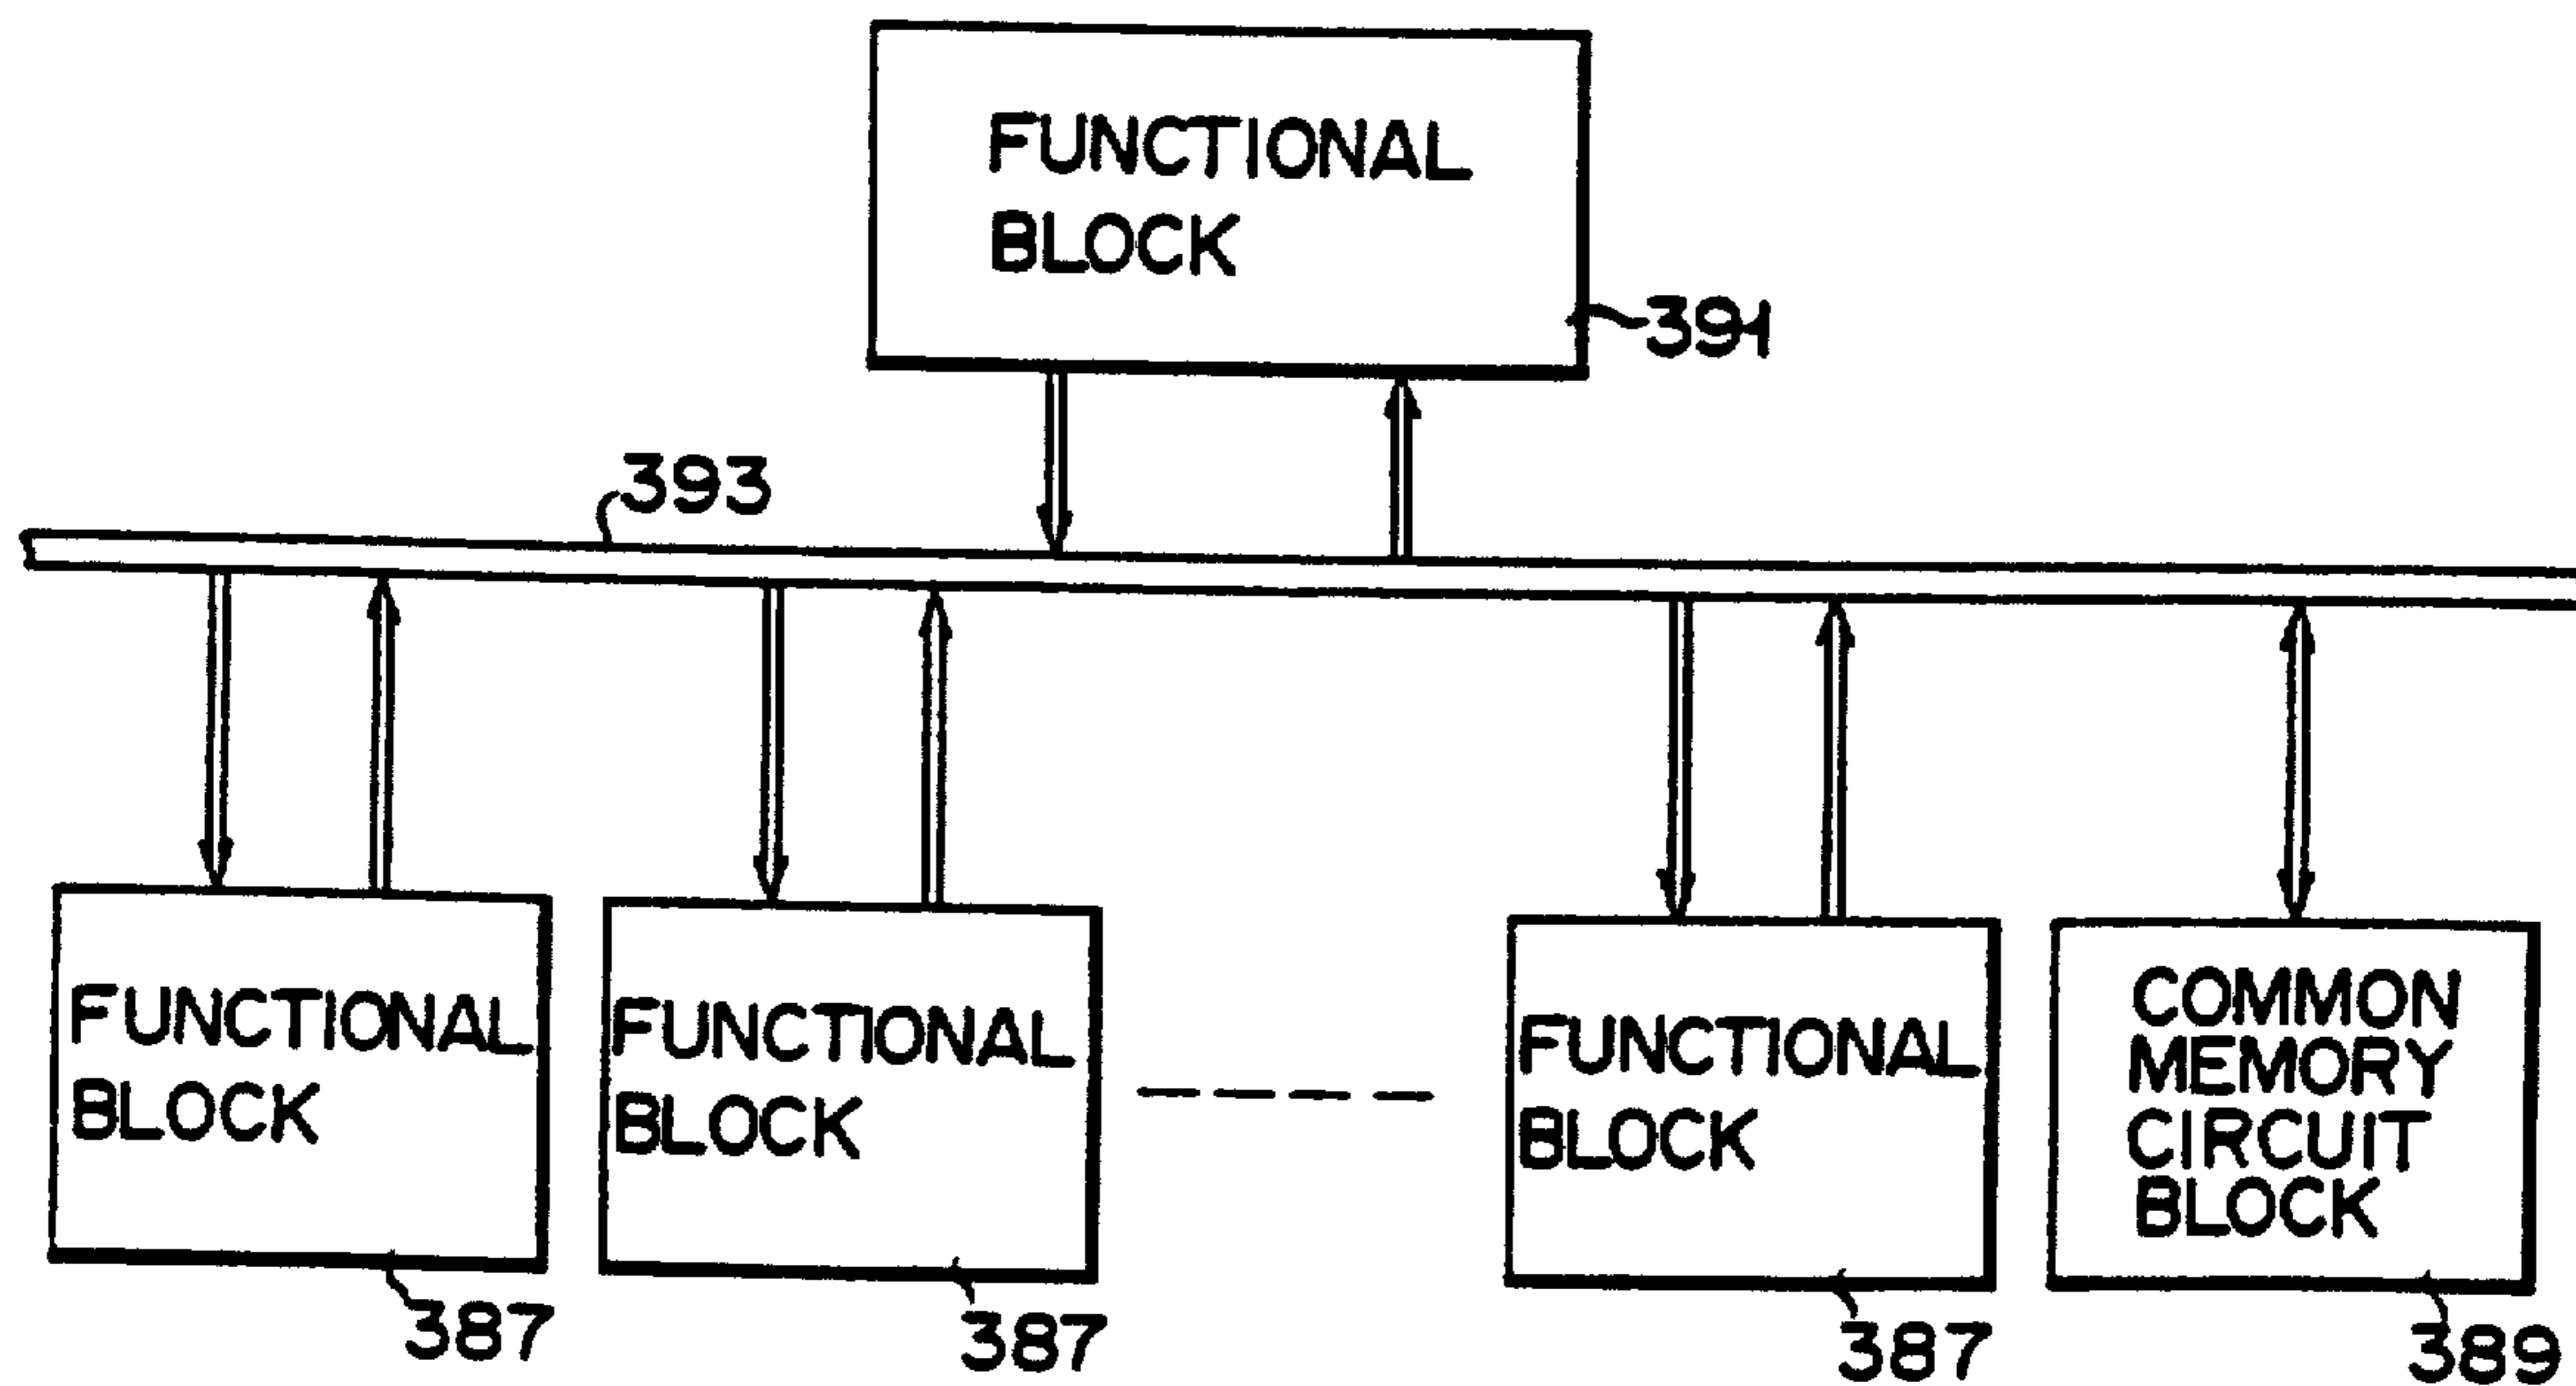 FUNCTIONAL
BLOCK
391
393
FUNCTIONAL
BLOCK
387
FUNCTIONAL
BLOCK
387
FUNCTIONAL
BLOCK
387
COMMON
MEMORY
CIRCUIT
BLOCK
389